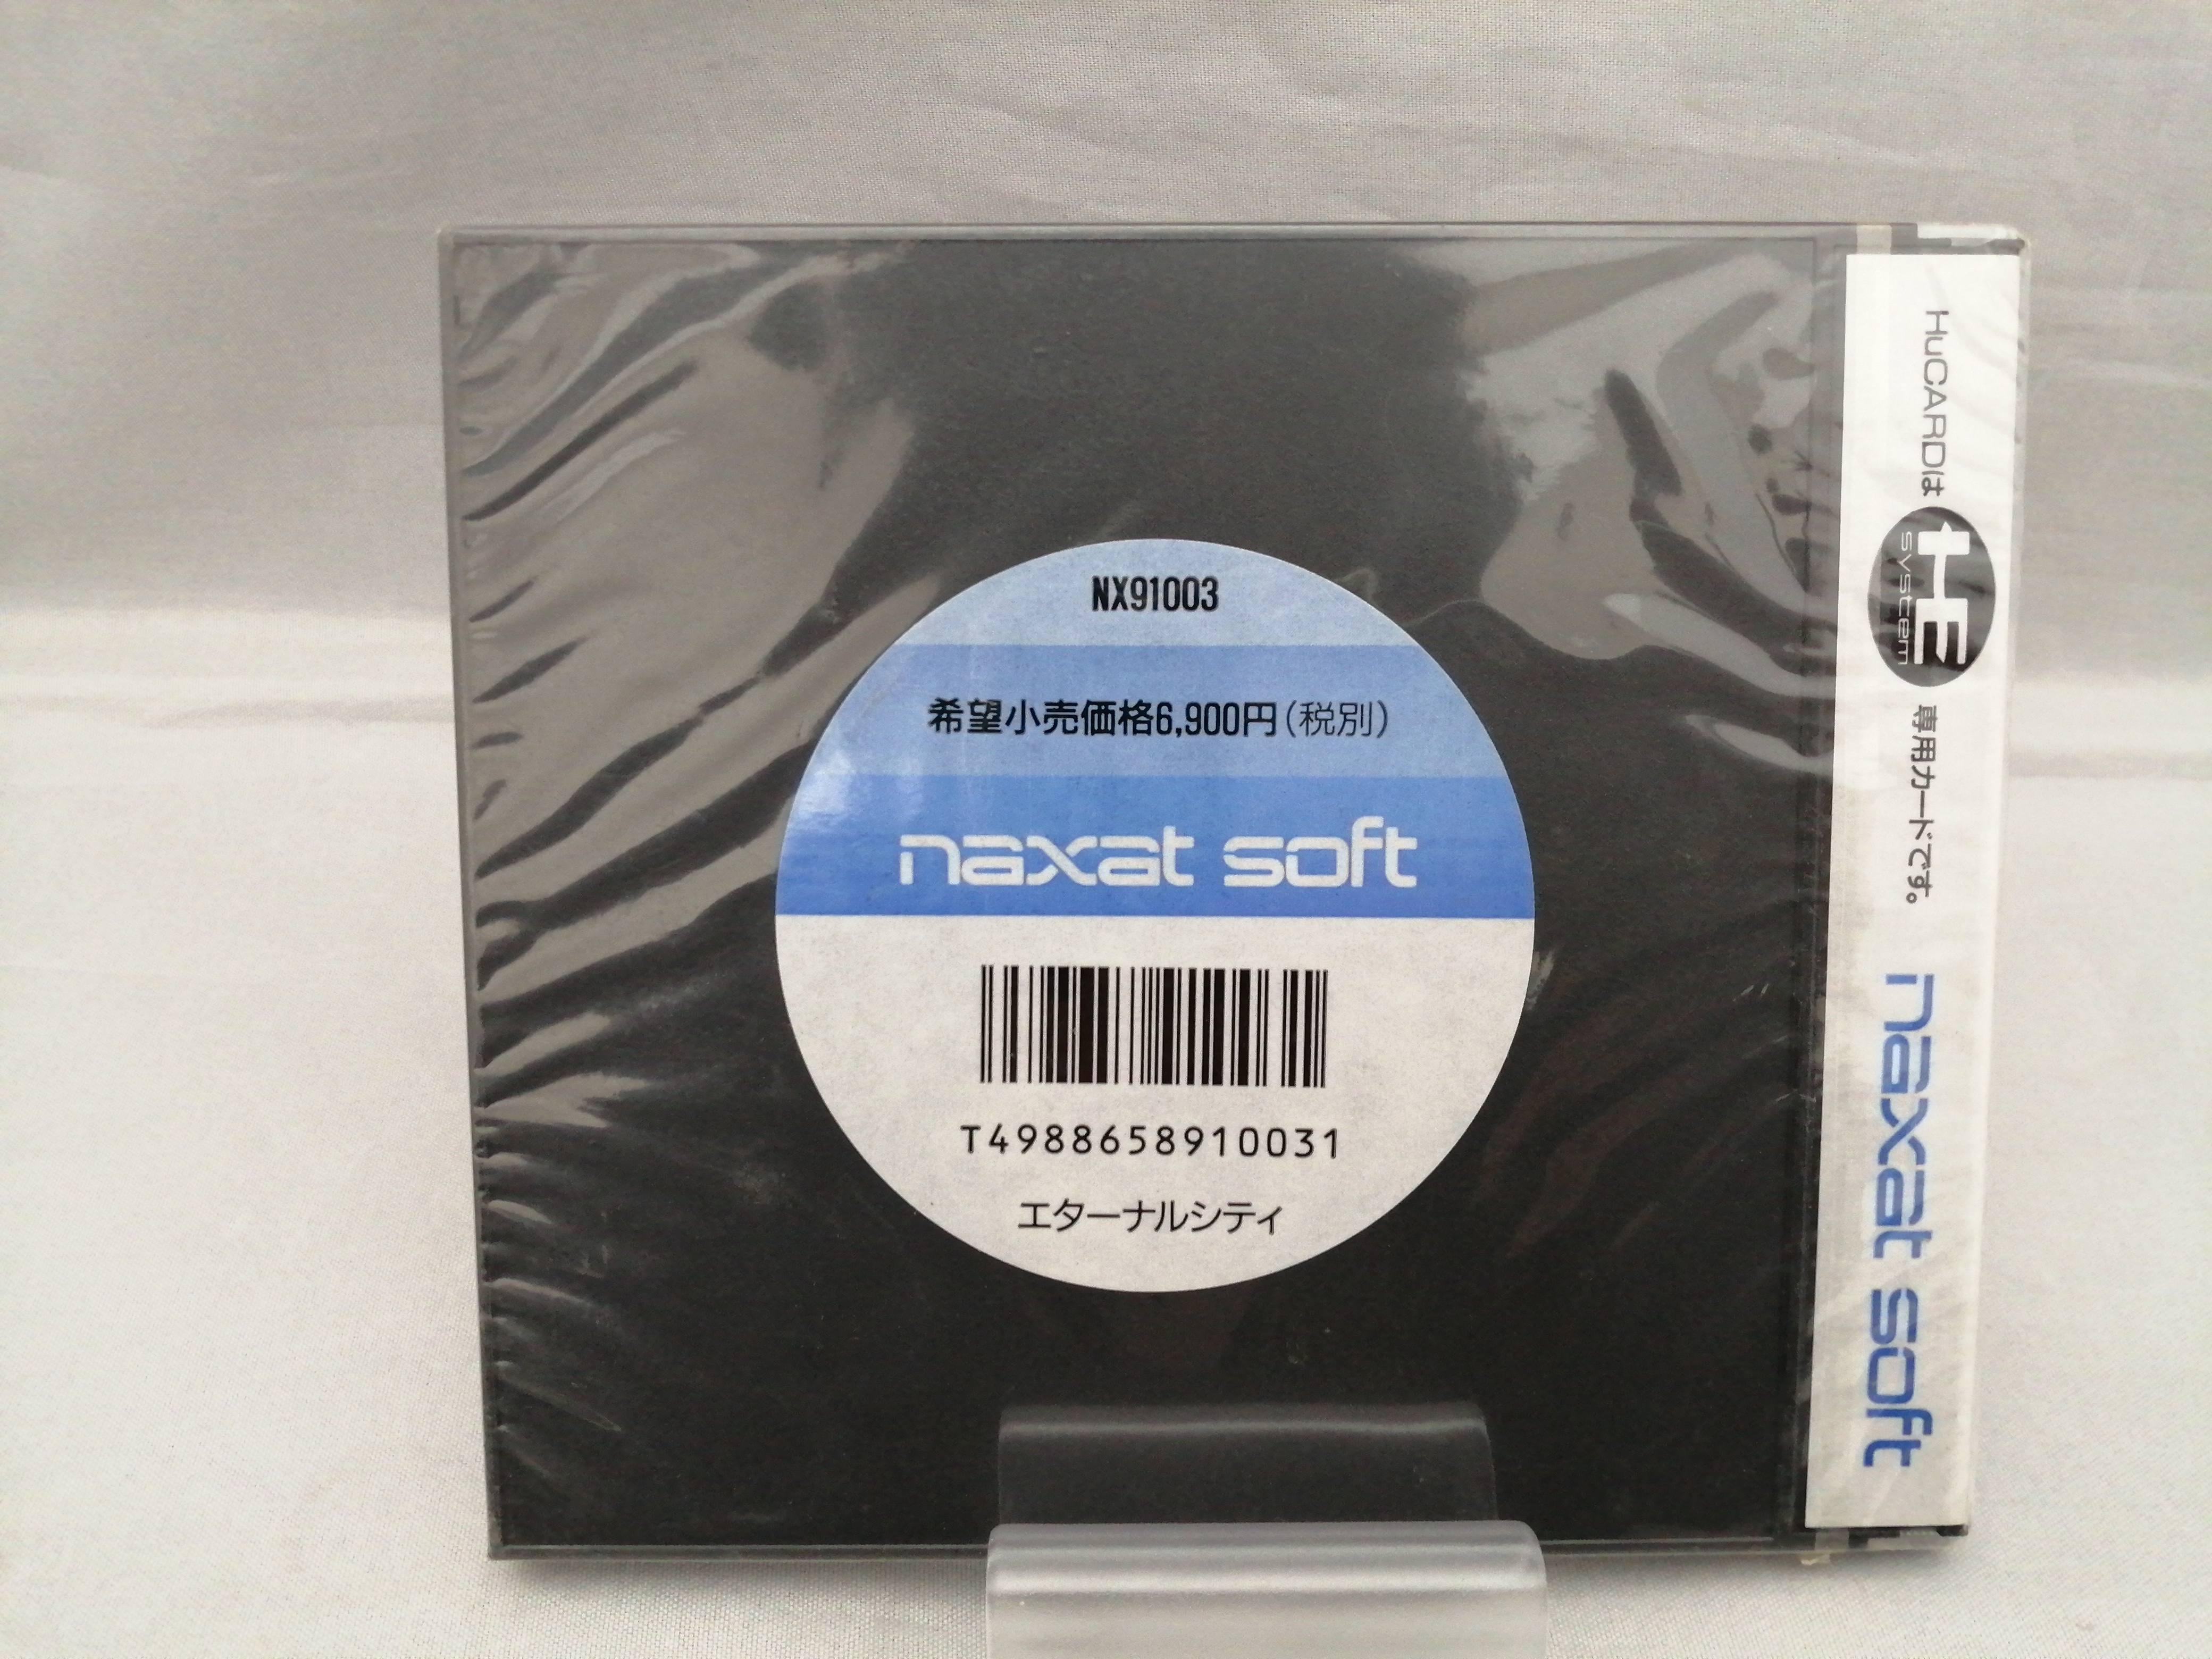 NX91003
希望小売価格6,900円(税別)
naxat soft
T4988658910031
エターナルシティ
HuCARDは HE system 専用カードです。 naxat soft